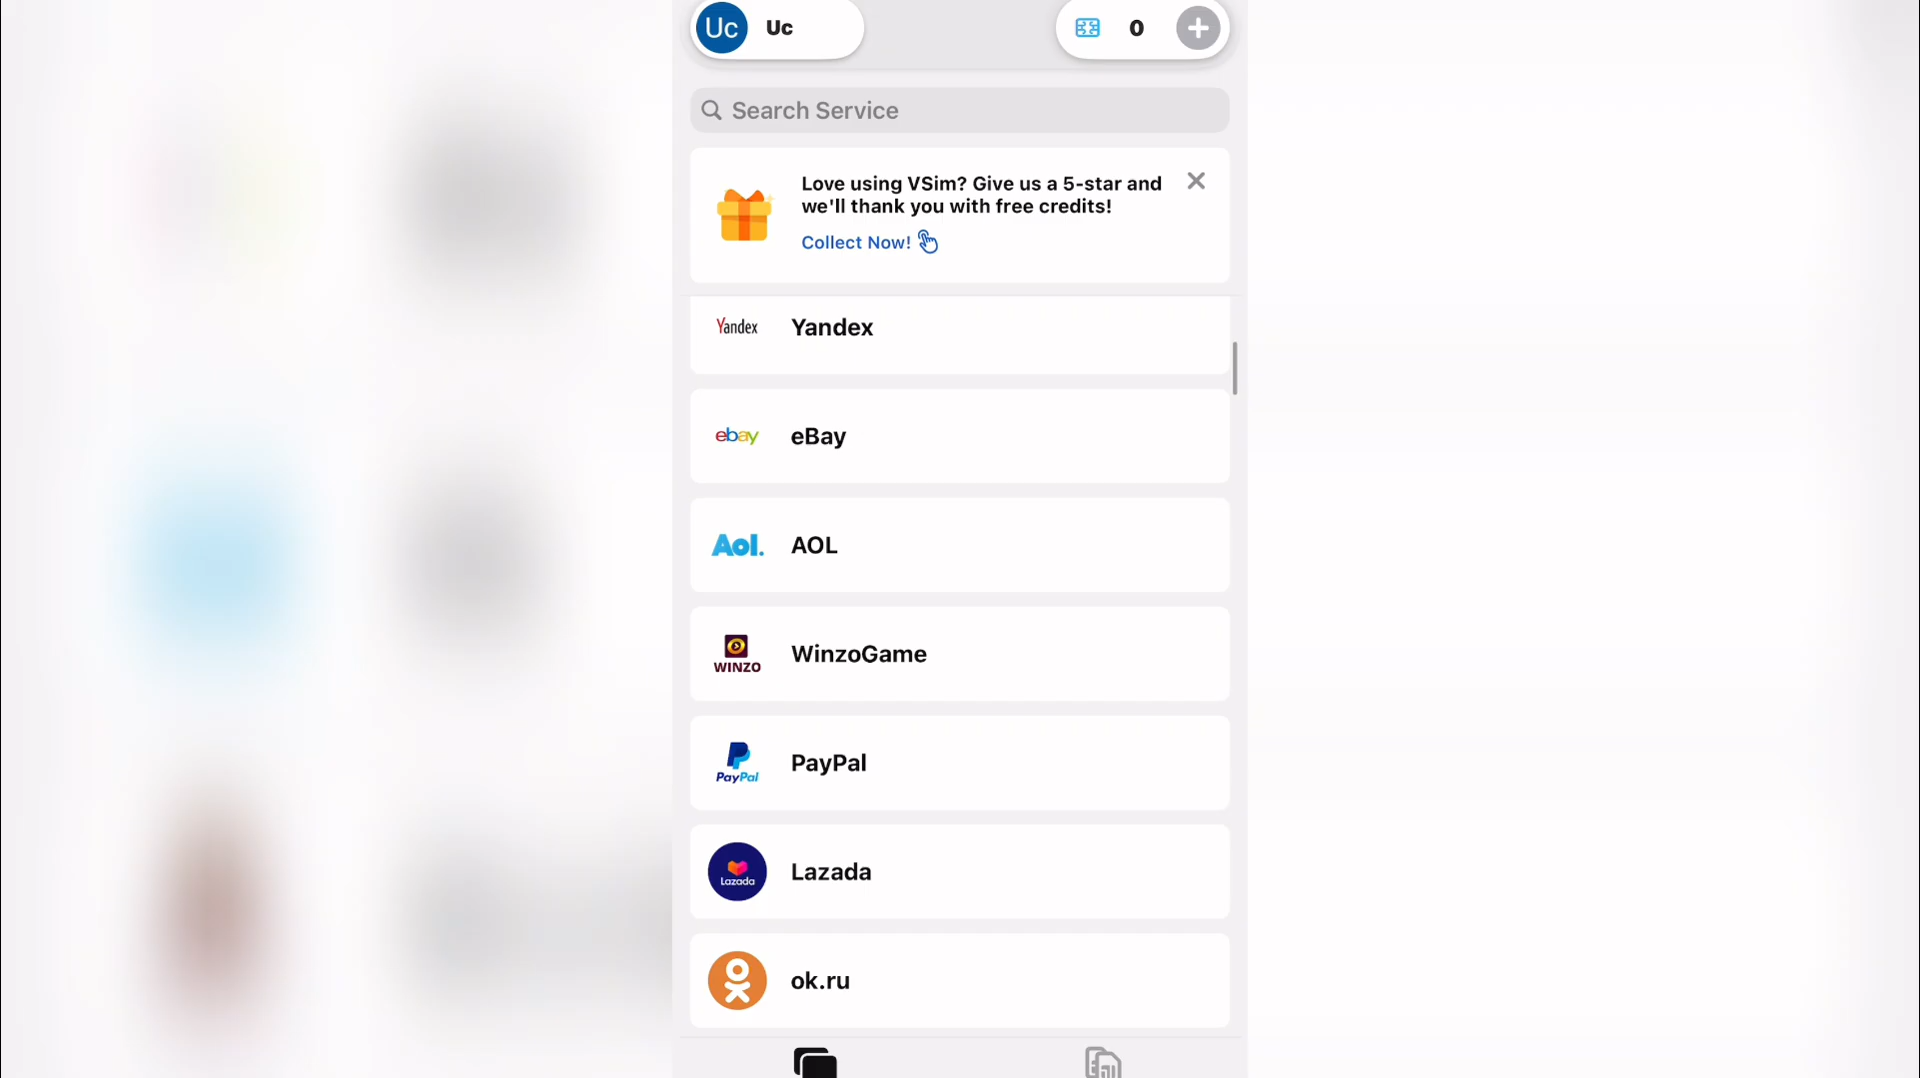 Uc Uc 0
Search Service
Love using VSim? Give us a 5-star and
we'll thank you with free credits!
Collect Now!
Yandex Yandex
ebay eBay
Aol. AOL
WINZO WinzoGame
PayPal PayPal
Lazada Lazada
ok.ru